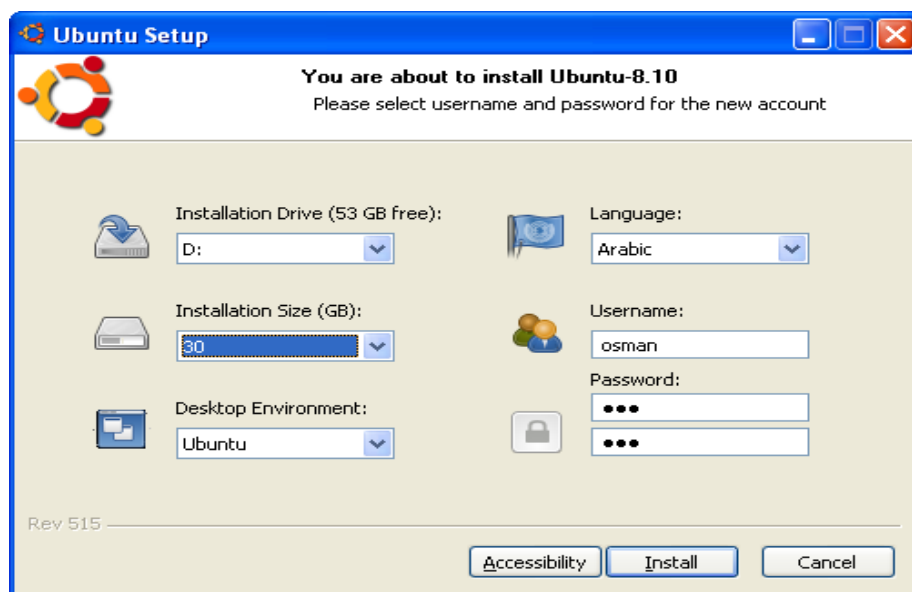 Ubuntu Setup
You are about to install Ubuntu-8.10
Please select username and password for the new account
Installation Drive (53 GB free):
D:
Language:
Arabic
Installation Size (GB):
30
Username:
osman
Desktop Environment:
Ubuntu
Password:
•••
•••
Rev 515
Accessibility
Install
Cancel